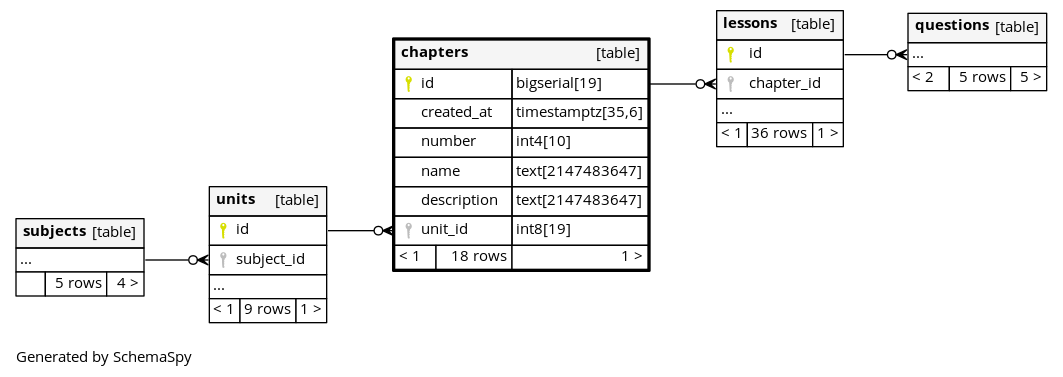 subjects [table]
...
5 rows 4 >
units [table]
id
subject_id
...
< 1 9 rows 1 >
chapters [table]
id bigserial[19]
created_at timestamptz[35,6]
number int4[10]
name text[2147483647]
description text[2147483647]
unit_id int8[19]
< 1 18 rows 1 >
lessons [table]
id
chapter_id
...
< 1 36 rows 1 >
questions [table]
...
< 2 5 rows 5 >
Generated by SchemaSpy